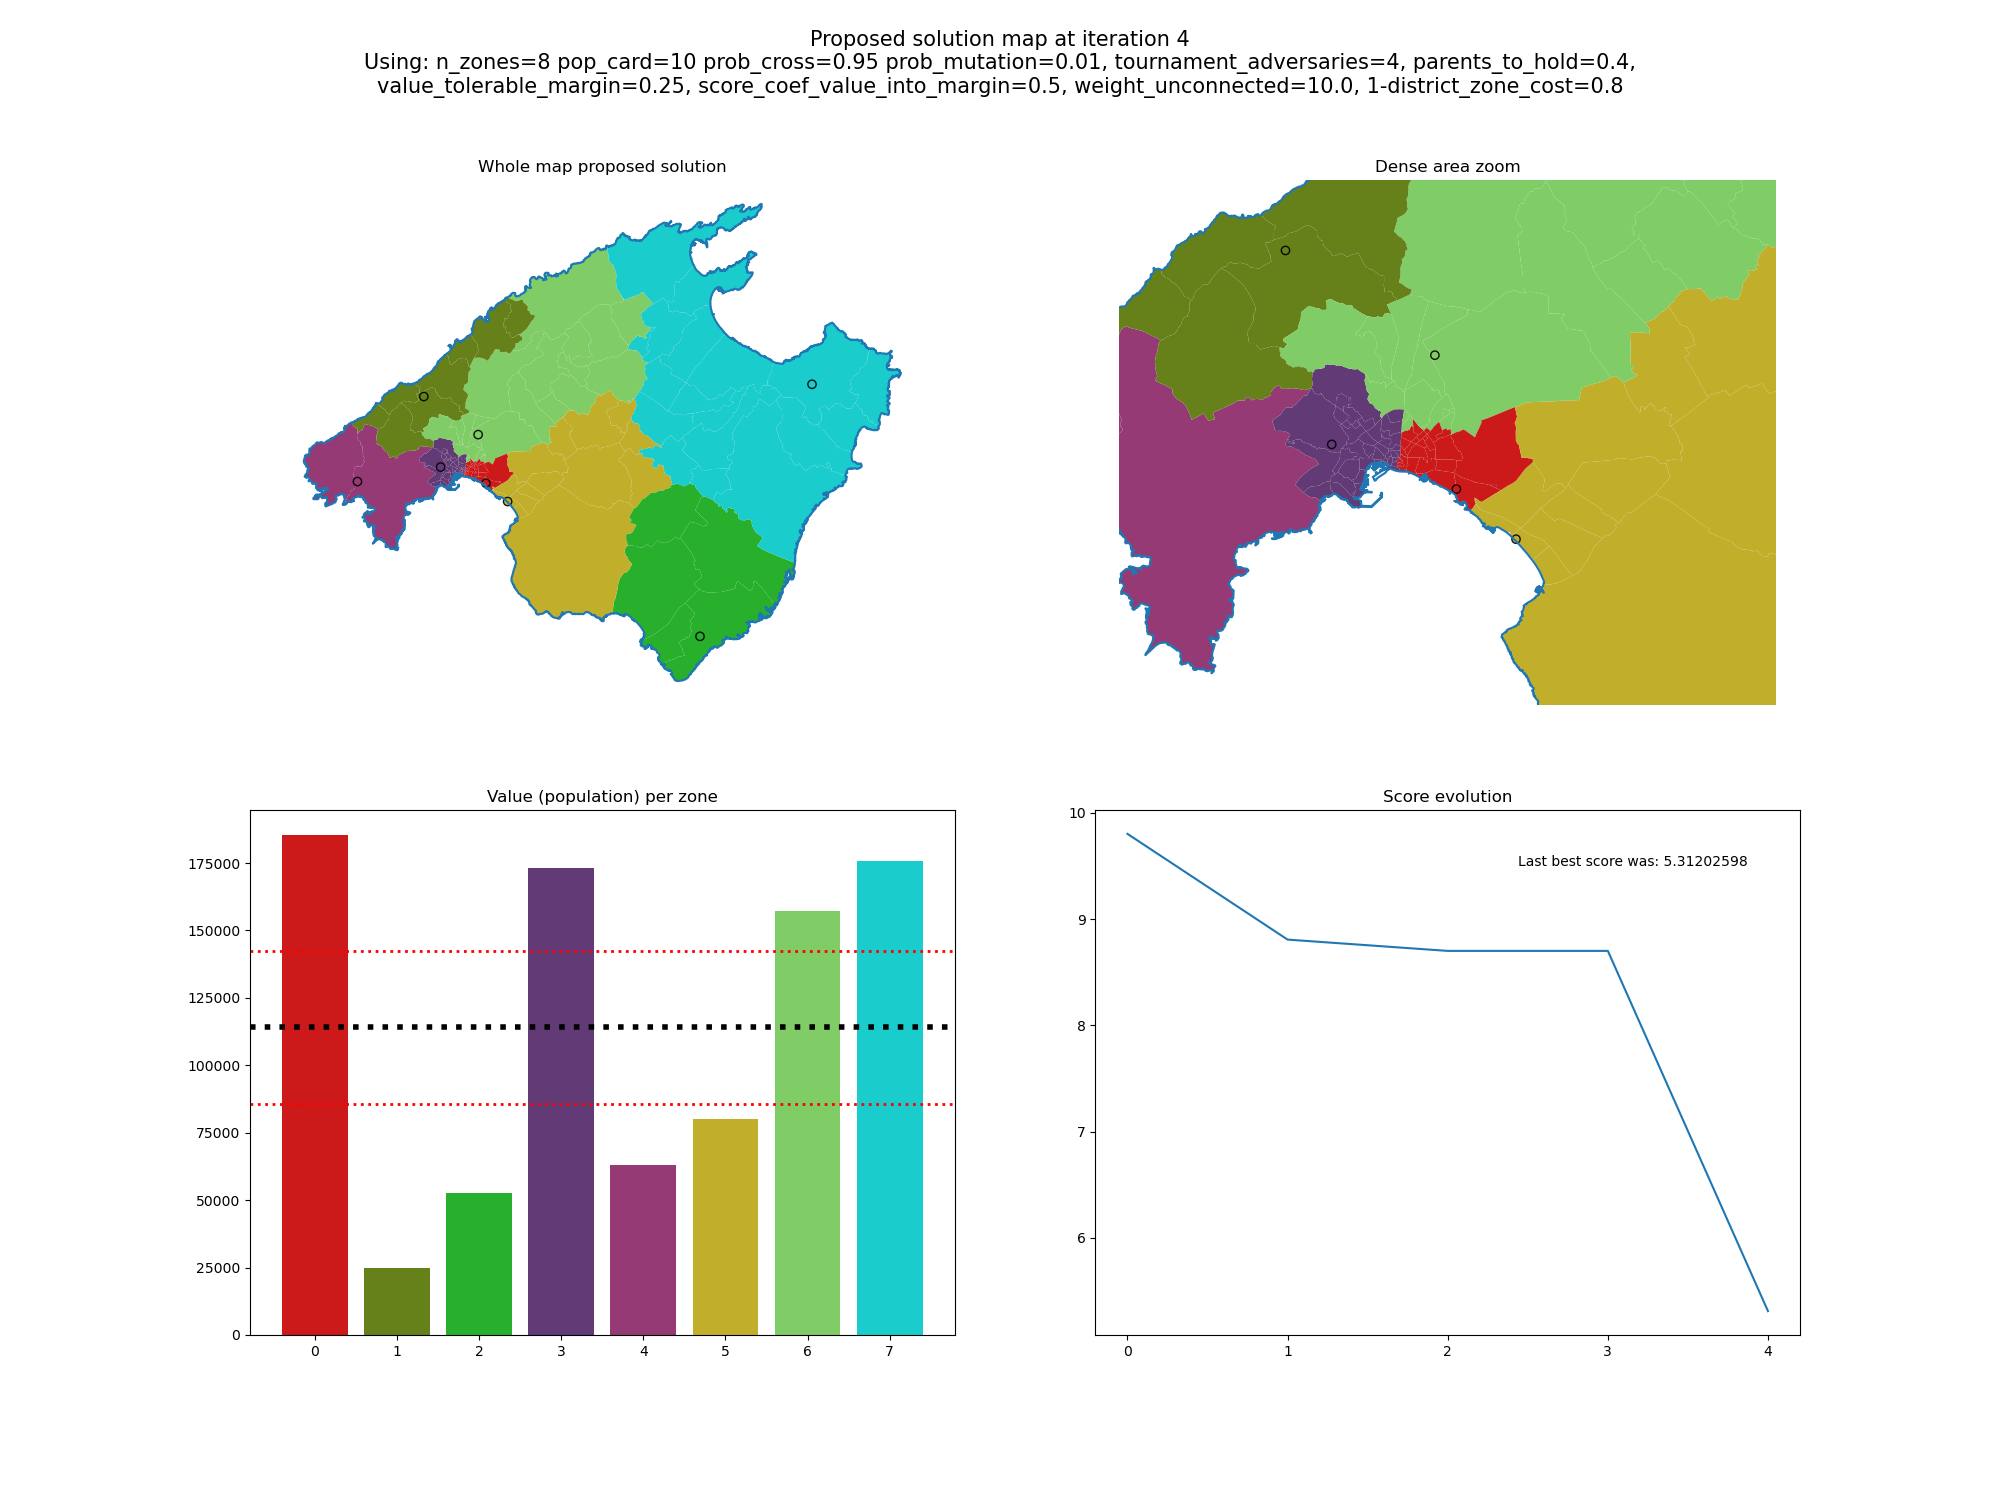 Proposed solution map at iteration 4
Using: n_zones=8 pop_card=10 prob_cross=0.95 prob_mutation=0.01, tournament_adversaries=4, parents_to_hold=0.4,
value_tolerable_margin=0.25, score_coef_value_into_margin=0.5, weight_unconnected=10.0, 1-district_zone_cost=0.8
Whole map proposed solution
Dense area zoom
Value (population) per zone
175000
150000
125000
100000
75000
50000
25000
0
0 1 2 3 4 5 6 7
Score evolution
10
9
8
7
6
Last best score was: 5.31202598
0 1 2 3 4